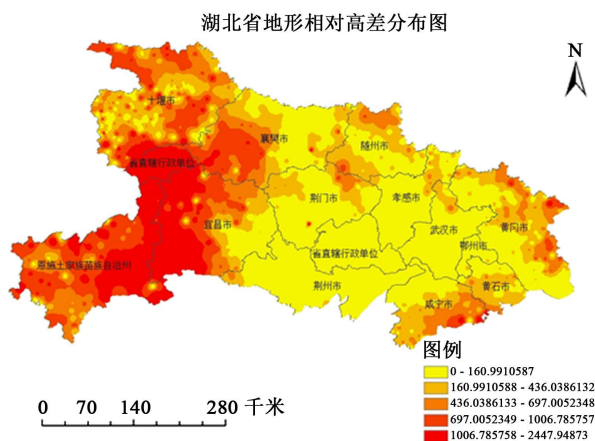 湖北省地形相对高差分布图
N
十堰市
襄樊市
随州市
省直辖行政单位
荆门市
孝感市
宜昌市
武汉市
黄冈市
鄂州市
省直辖行政单位
恩施土家族苗族自治州
荆州市
黄石市
咸宁市
图例
0 - 160.9910587
160.9910588 - 436.0386132
436.0386133 - 697.0052348
697.0052349 - 1006.785757
1006.785758 - 2447.94873
0 70 140 280 千米